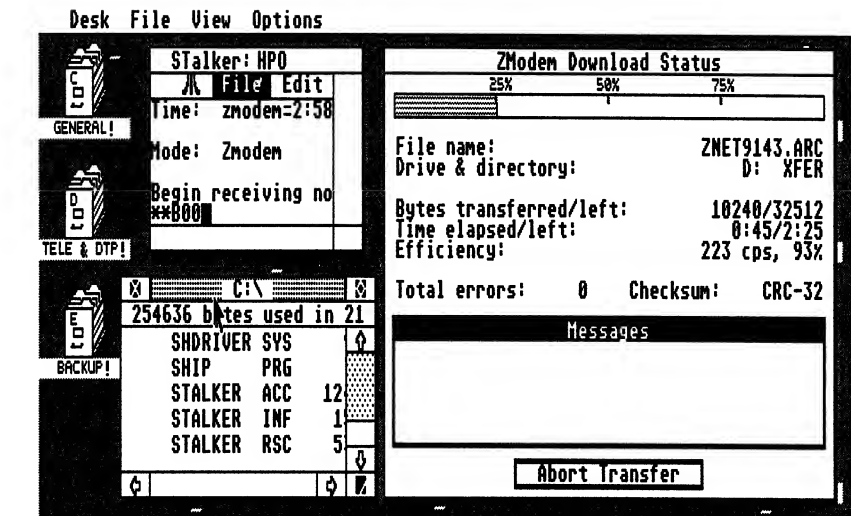 Desk File View Options
GENERAL!
TELE & DTP!
BACKUP!
C
D
E
STalker: HPO
File Edit
Time: zmodem=2:58
Mode: Zmodem
Begin receiving no
**B00
C:\
254636 bytes used in 21
SHDRIVER SYS
SHIP PRG
STALKER ACC 12
STALKER INF 1
STALKER RSC 5
ZModem Download Status
25% 50% 75%
File name: ZNET9143.ARC
Drive & directory: D: XFER
Bytes transferred/left: 10240/32512
Time elapsed/left: 0:45/2:25
Efficiency: 223 cps, 93%
Total errors: 0 Checksum: CRC-32
Messages
Abort Transfer